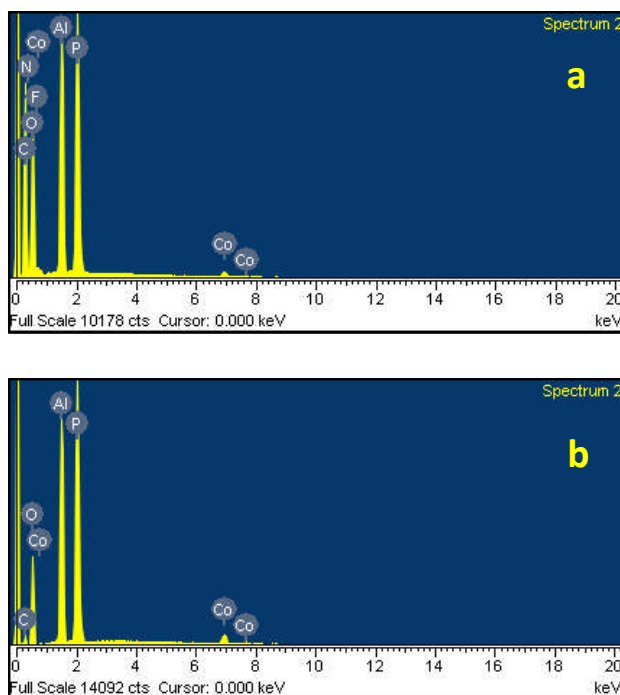 Spectrum 2
a
Co Al
N P
F
O
C
Co
Co
0 2 4 6 8 10 12 14 16 18 20
Full Scale 10178 cts Cursor: 0.000 keV keV
Spectrum 2
Al
P
b
O
Co
C Co
Co
0 2 4 6 8 10 12 14 16 18 20
Full Scale 14092 cts Cursor: 0.000 keV keV